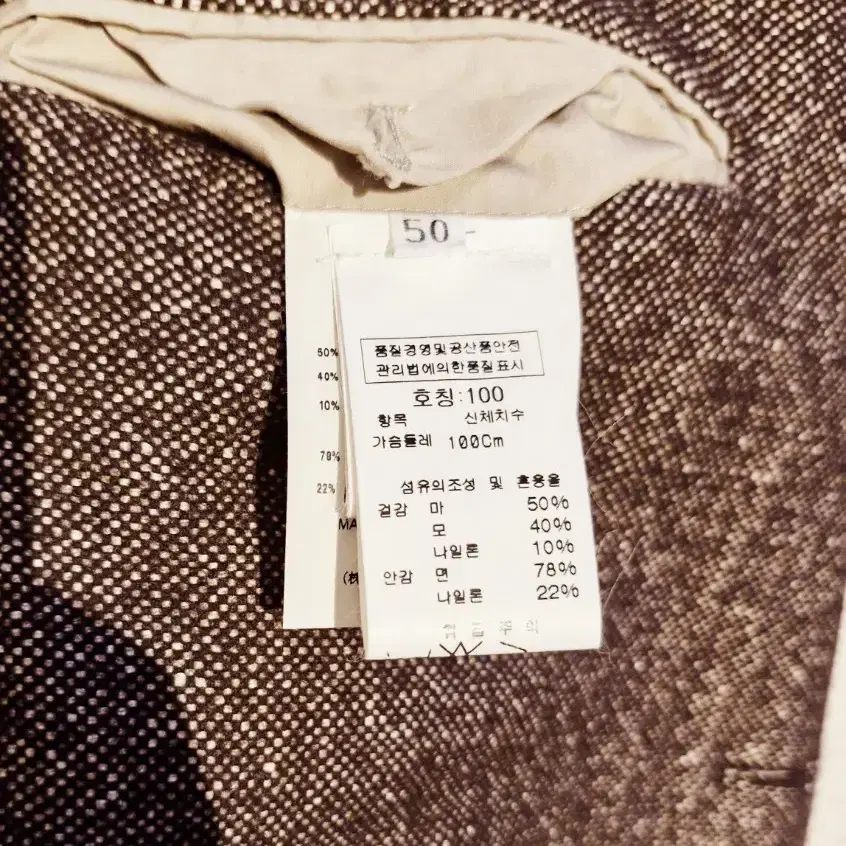 50
품질경영및공산품안전
관리법에의한품질표시
호칭:100
항목 신체치수
가슴둘레 100Cm
섬유의조성 및 혼용율
겉감 마 50%
모 40%
나일론 10%
안감 면 78%
나일론 22%
50%
40%
10%
78%
22%
MA
(株